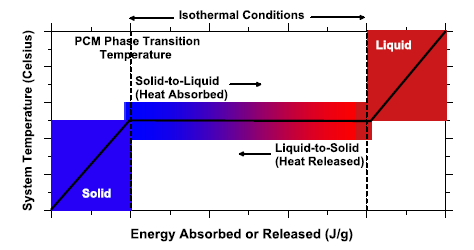 Isothermal Conditions
PCM Phase Transition
Temperature
Liquid
Solid-to-Liquid
(Heat Absorbed)
Liquid-to-Solid
(Heat Released)
Solid
System Temperature (Celsius)
Energy Absorbed or Released (J/g)